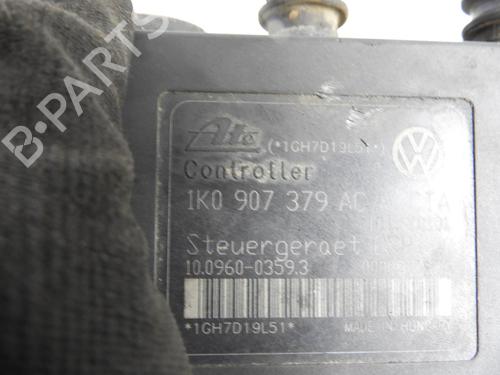 B-PARTS
Ate (*1GH7D19L51*)
Controller
1K0 907 379 AC
Steuergeraet
10.0960-0359.3
*1GH7D19L51* MADE IN HUNGARY